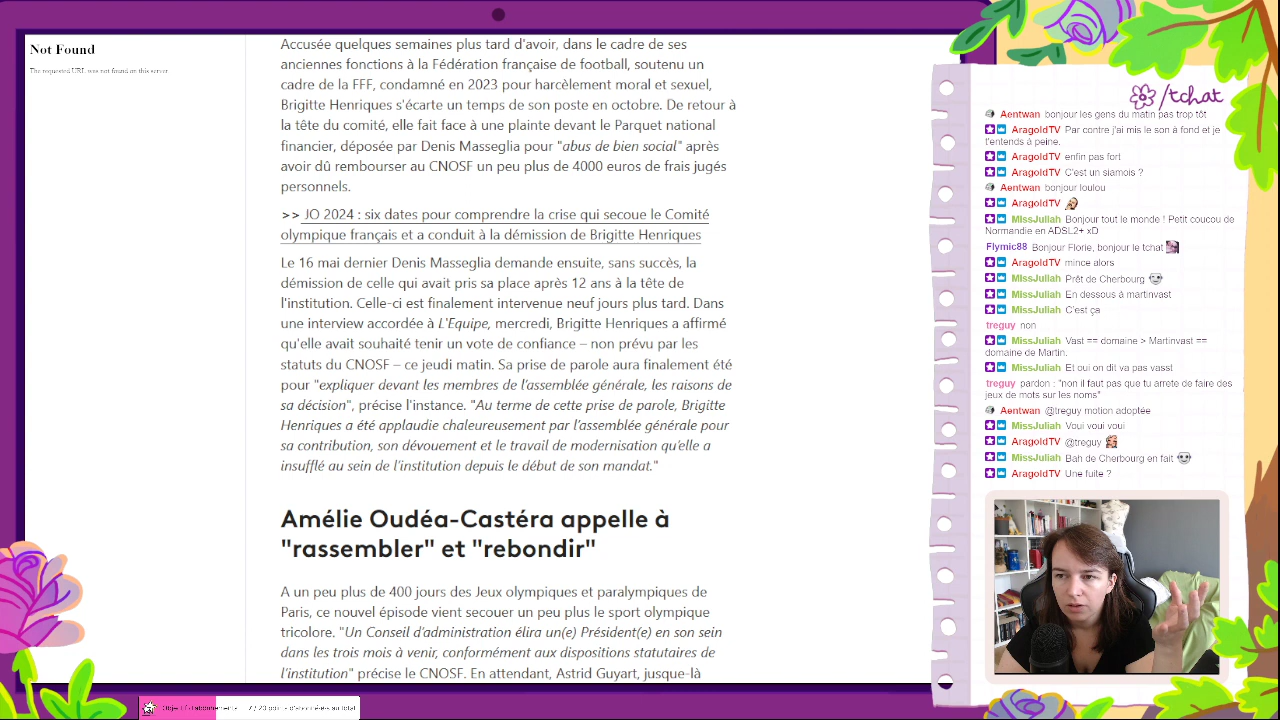 Not Found
The requested URL was not found on this server.
Accusée quelques semaines plus tard d'avoir, dans le cadre de ses
anciennes fonctions à la Fédération française de football, soutenu un
cadre de la FFF, condamné en 2023 pour harcèlement moral et sexuel,
Brigitte Henriques s'écarte un temps de son poste en octobre. De retour à
la tête du comité, elle fait face à une plainte devant le Parquet national
financier, déposée par Denis Masseglia pour "abus de bien social" après
avoir dû rembourser au CNOSF un peu plus de 4000 euros de frais jugés
personnels.
>> JO 2024 : six dates pour comprendre la crise qui secoue le Comité
olympique français et a conduit à la démission de Brigitte Henriques
Le 16 mai dernier Denis Masseglia demande ensuite, sans succès, la
démission de celle qui avait pris sa place après 12 ans à la tête de
l'institution. Celle-ci est finalement intervenue neuf jours plus tard. Dans
une interview accordée à L'Equipe, mercredi, Brigitte Henriques a affirmé
qu'elle avait souhaité tenir un vote de confiance – non prévu par les
statuts du CNOSF – ce jeudi matin. Sa prise de parole aura finalement été
pour "expliquer devant les membres de l'assemblée générale, les raisons de
sa décision", précise l'instance. "Au terme de cette prise de parole, Brigitte
Henriques a été applaudie chaleureusement par l'assemblée générale pour
sa contribution, son dévouement et le travail de modernisation qu'elle a
insufflé au sein de l'institution depuis le début de son mandat."
Amélie Oudéa-Castéra appelle à
"rassembler" et "rebondir"
A un peu plus de 400 jours des Jeux olympiques et paralympiques de
Paris, ce nouvel épisode vient secouer un peu plus le sport olympique
tricolore. "Un Conseil d'administration élira un(e) Président(e) en son sein
dans les trois mois à venir, conformément aux dispositions statutaires de
l'institution" précise le CNOSF. En attendant, Astrid Guyart, jusque-là
/tchat
Aentwan bonjour les gens du matin pas trop tôt
AragoldTV Par contre j'ai mis le son à fond et je
t'entends à peine.
AragoldTV enfin pas fort
AragoldTV C'est un siamois ?
Aentwan bonjour loulou
AragoldTV
MissJuliah Bonjour tout le monde ! Petit coucou de
Normandie en ADSL2+ xD
Flymic88 Bonjour Florie, bonjour le tchat
AragoldTV mince alors
MissJuliah Prêt de Cherbourg
MissJuliah En dessous à martinvast
MissJuliah C'est ça
treguy non
MissJuliah Vast == domaine > Martinvast ==
domaine de Martin.
MissJuliah Et oui on dit va pas vass!
treguy pardon : "non il faut pas que tu arrete de faire des
jeux de mots sur les noms"
Aentwan @treguy motion adoptée
MissJuliah Voui voui voui
AragoldTV @treguy
MissJuliah Bah de Cherbourg en fait
AragoldTV Une fuite ?